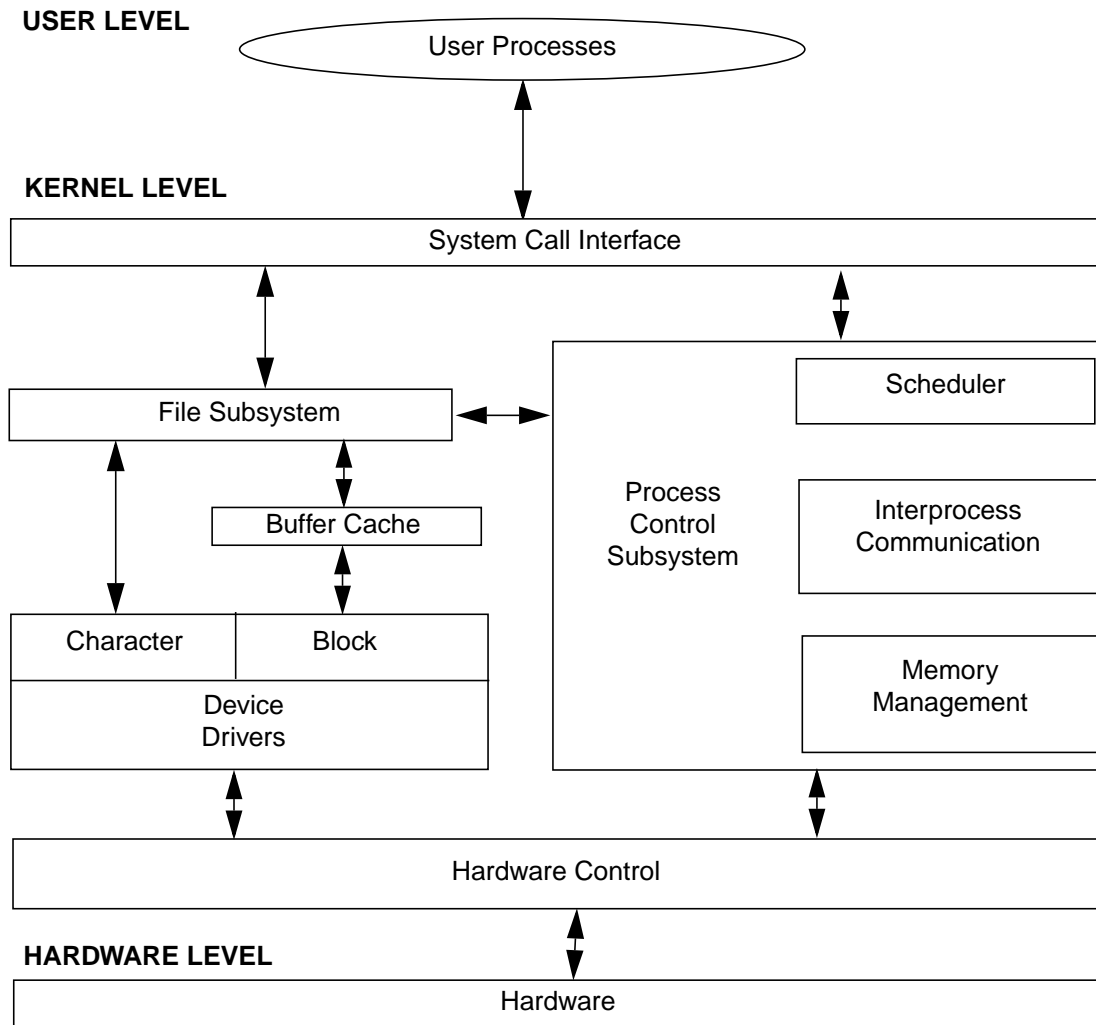 USER LEVEL
User Processes
KERNEL LEVEL
System Call Interface
File Subsystem
Buffer Cache
Character
Block
Device
Drivers
Process
Control
Subsystem
Scheduler
Interprocess
Communication
Memory
Management
Hardware Control
HARDWARE LEVEL
Hardware